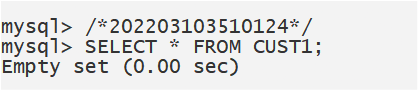 mysql> /*202203103510124*/
mysql> SELECT * FROM CUST1;
Empty set (0.00 sec)